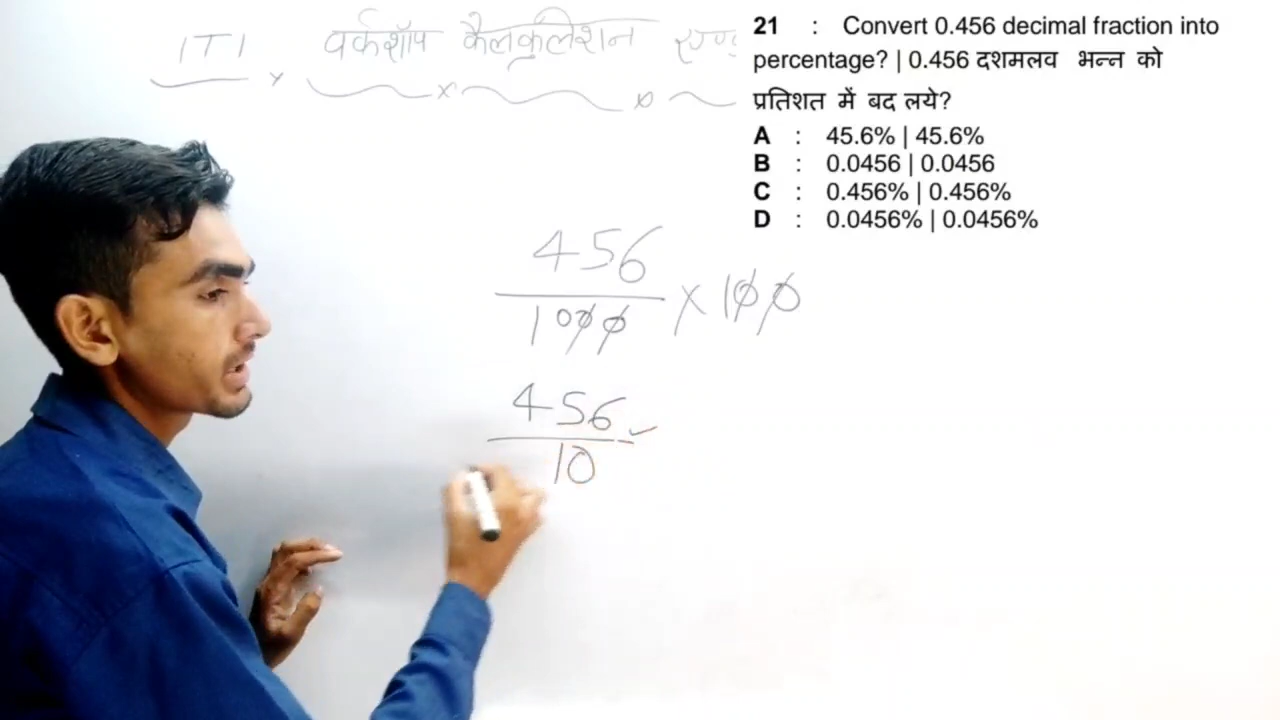 ITI वर्कशॉप कैलकुलेशन
21 : Convert 0.456 decimal fraction into
percentage? | 0.456 दशमलव भन्न को
प्रतिशत में बद लये?
A : 45.6% | 45.6%
B : 0.0456 | 0.0456
C : 0.456% | 0.456%
D : 0.0456% | 0.0456%
456
1000 × 100
456
10